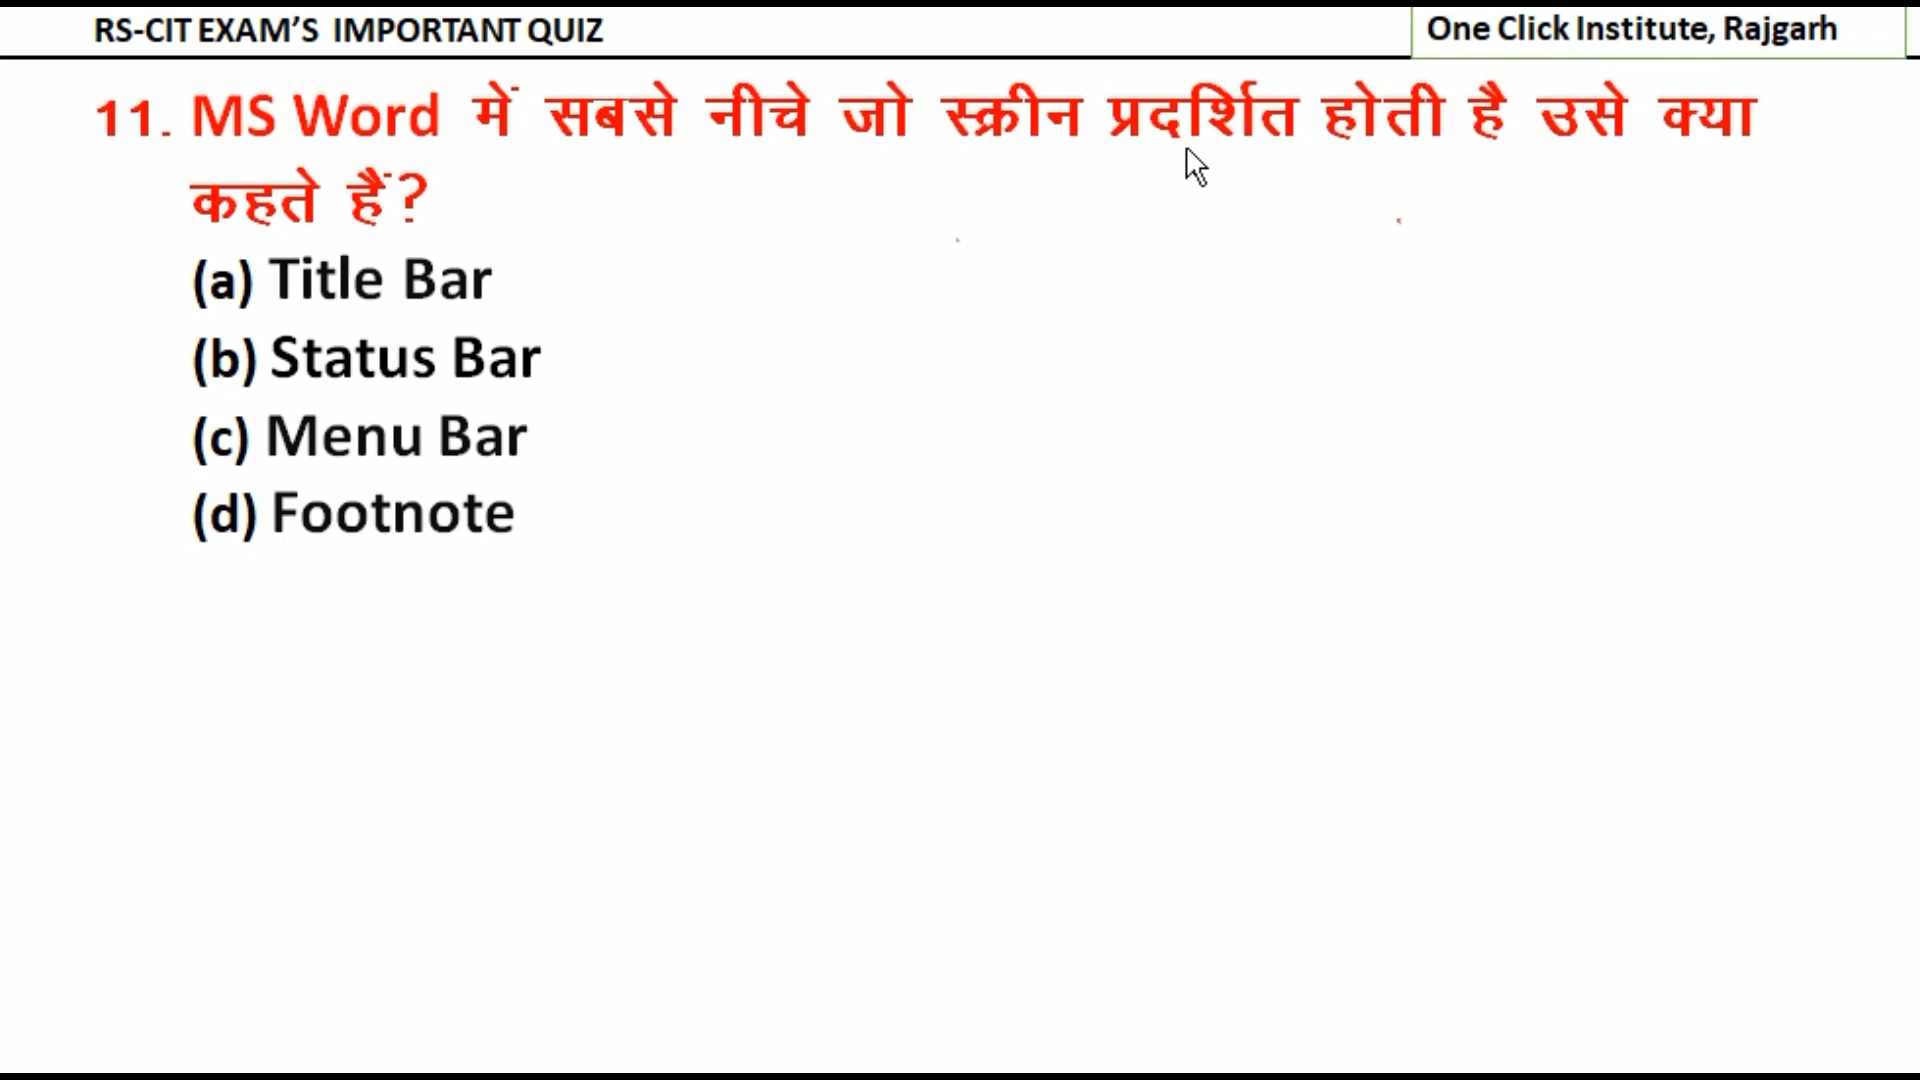 RS-CIT EXAM’S IMPORTANT QUIZ
One Click Institute, Rajgarh
11. MS Word में सबसे नीचे जो स्क्रीन प्रदर्शित होती है उसे क्या
कहते हैं?
(a) Title Bar
(b) Status Bar
(c) Menu Bar
(d) Footnote